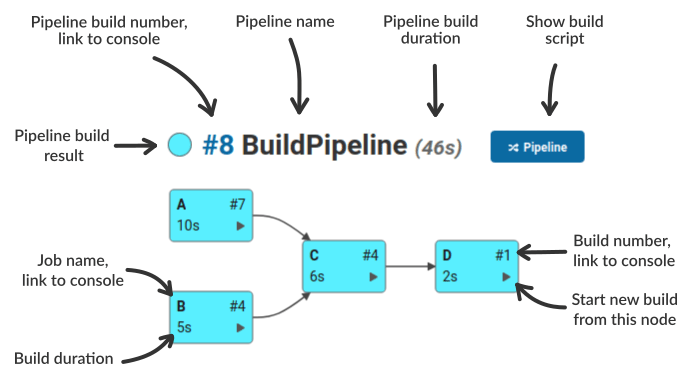 Pipeline build number,
link to console
Pipeline name
Pipeline build
duration
Show build
script
Pipeline build
result
#8 BuildPipeline (46s)
Pipeline
A #7
10s
C #4
6s
D #1
2s
Build number,
link to console
Job name,
link to console
B #4
5s
Start new build
from this node
Build duration